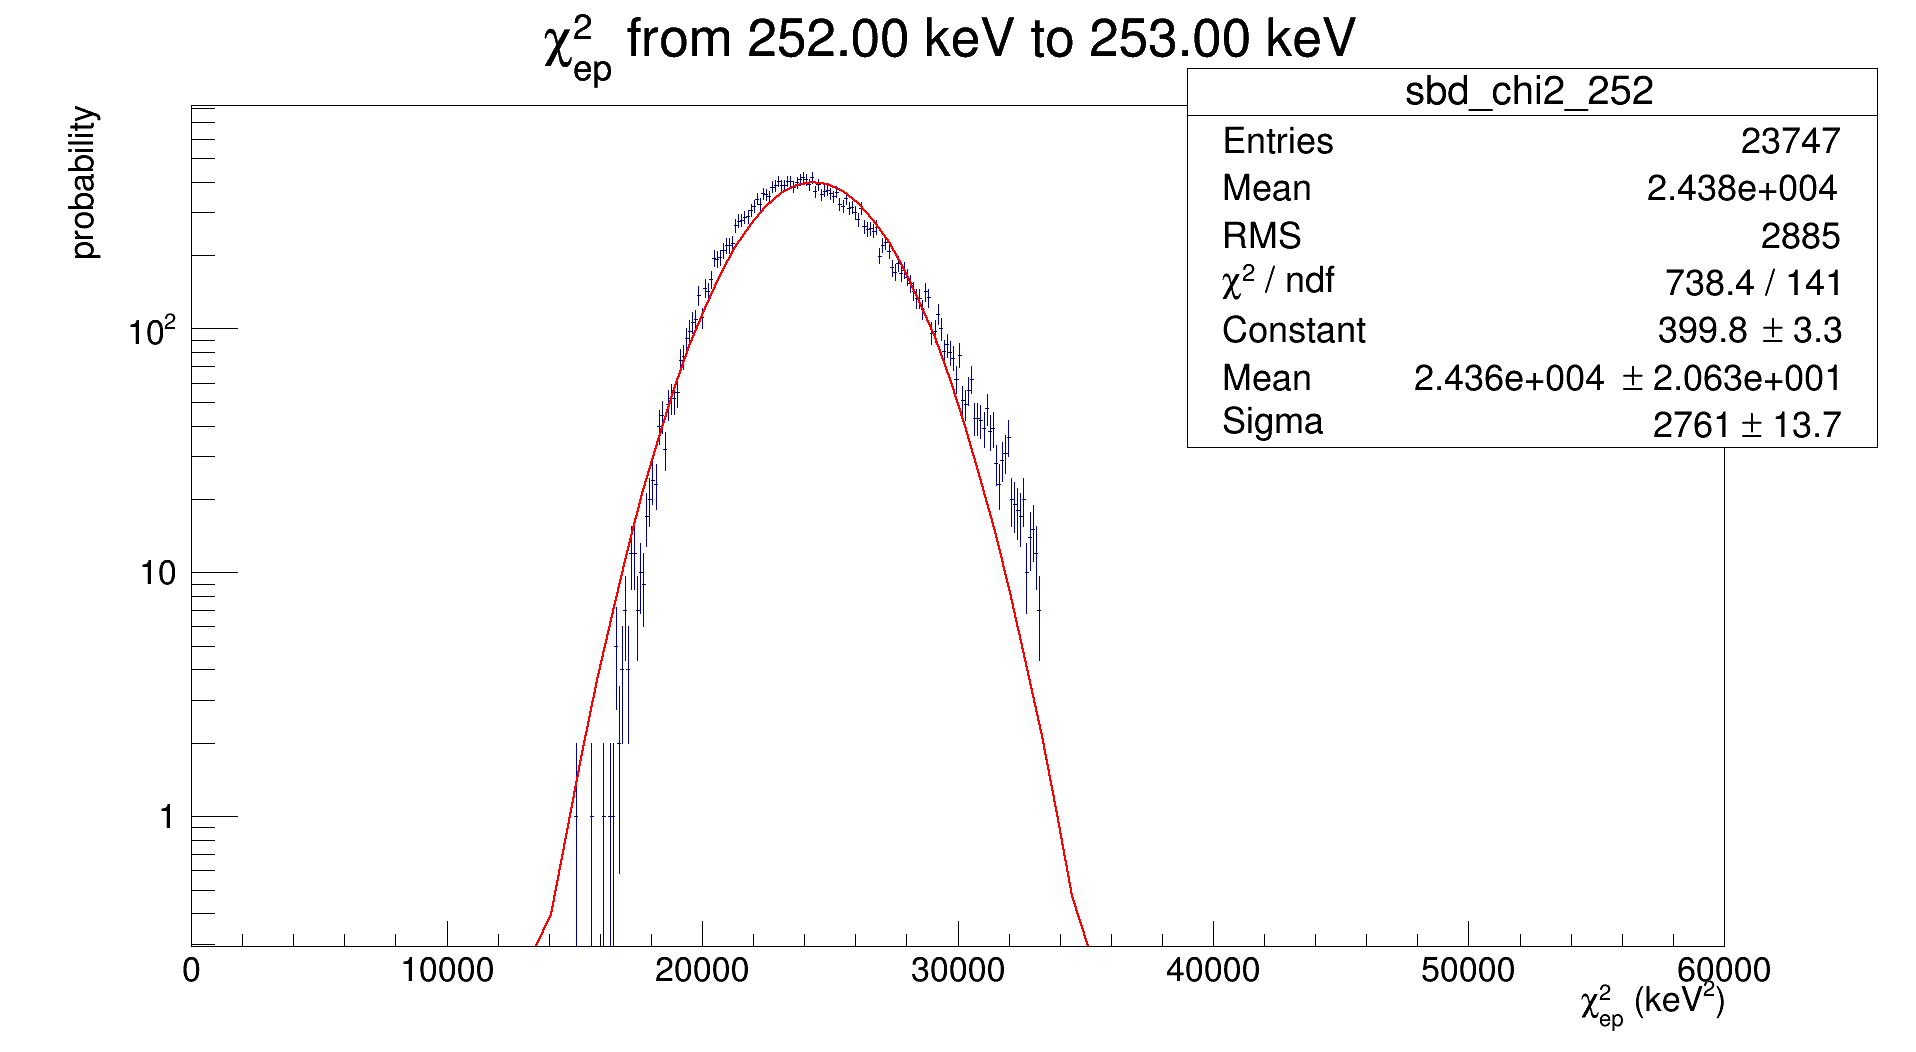 χ²ep from 252.00 keV to 253.00 keV
probability
sbd_chi2_252
Entries 23747
Mean 2.438e+004
RMS 2885
χ² / ndf 738.4 / 141
Constant 399.8 ± 3.3
Mean 2.436e+004 ± 2.063e+001
Sigma 2761 ± 13.7
10²
10
1
0 10000 20000 30000 40000 50000 60000
χ²ep (keV²)